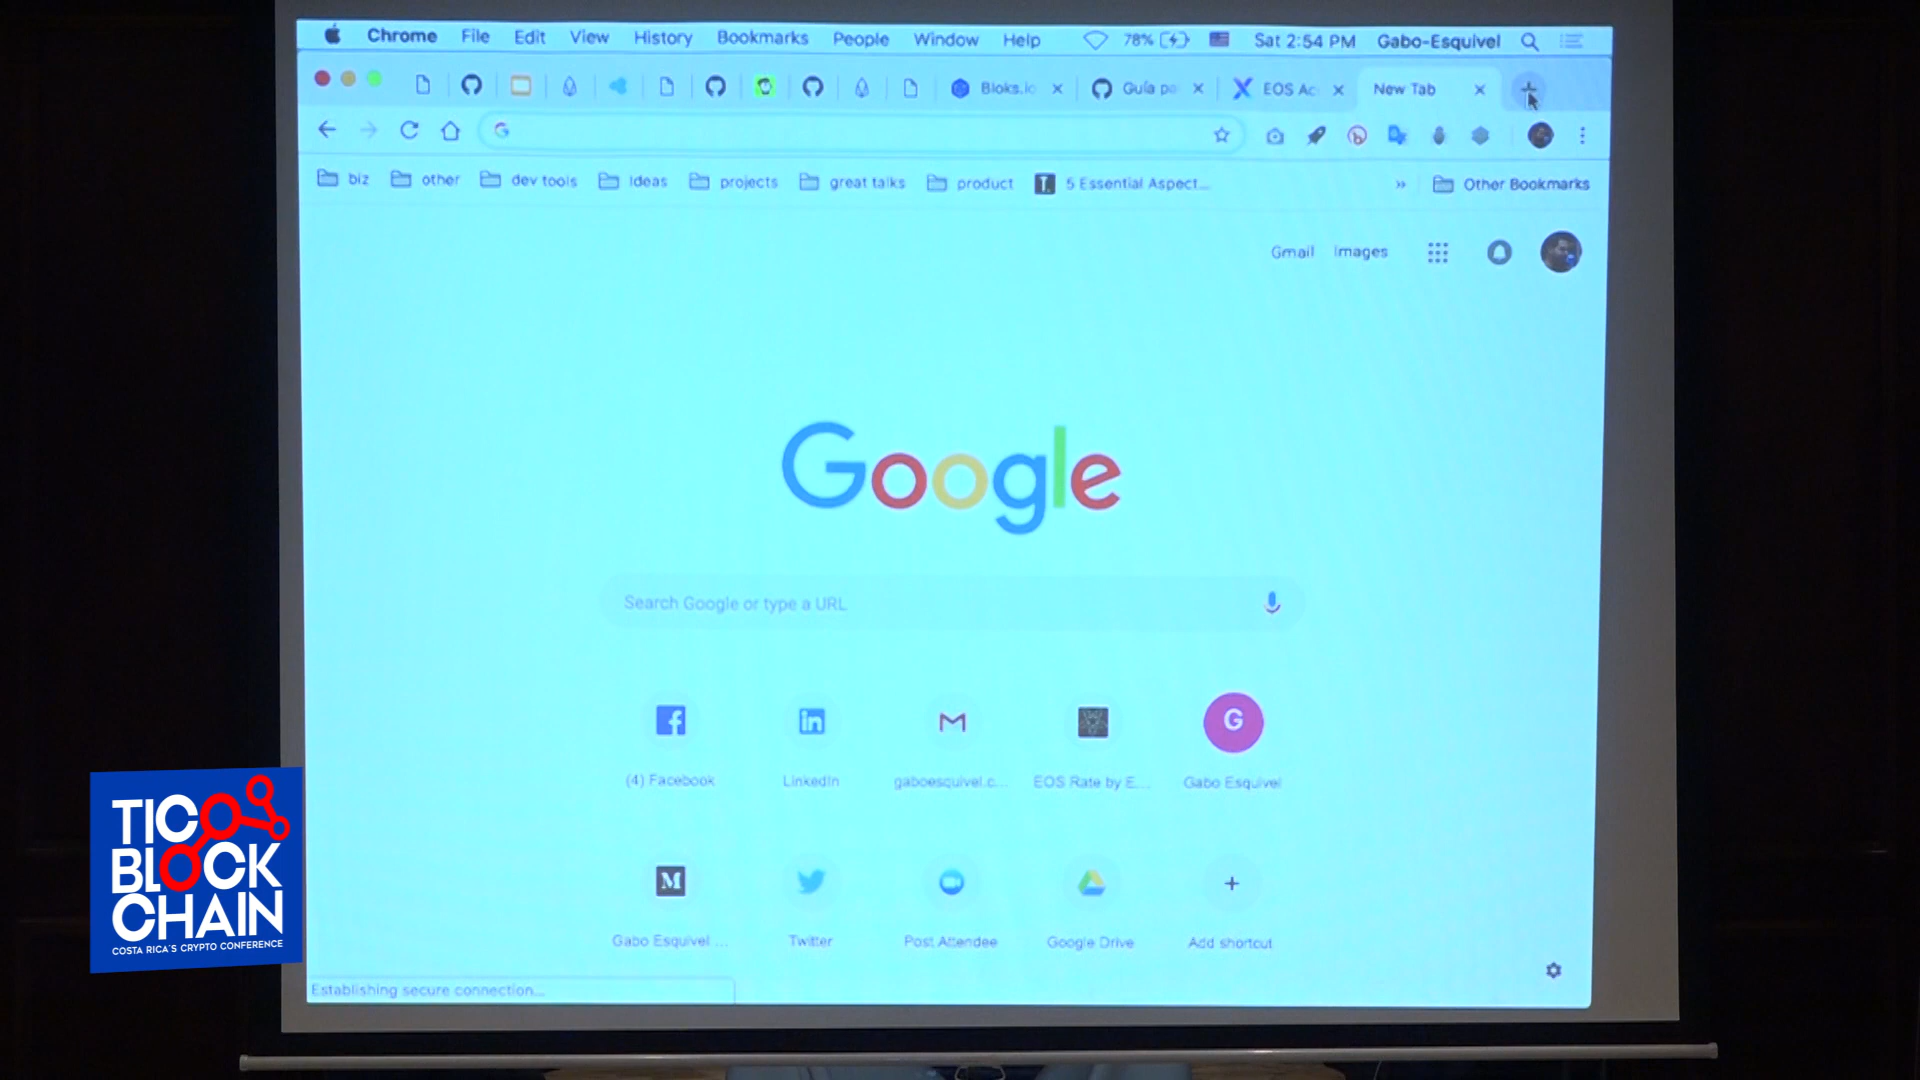 Chrome File Edit View History Bookmarks People Window Help 78% Sat 2:54 PM Gabo-Esquivel
Bloks.io Guía pa EOS Ac New Tab
biz other dev tools Ideas projects great talks product 5 Essential Aspect... » Other Bookmarks
Gmail Images
Google
Search Google or type a URL
(4) Facebook LinkedIn gaboesquivel.c... EOS Rate by E... G Gabo Esquivel
M Gabo Esquivel ... Twitter Post Attendee Google Drive Add shortcut
Establishing secure connection...
TICO
BLOCK
CHAIN
COSTA RICA'S CRYPTO CONFERENCE